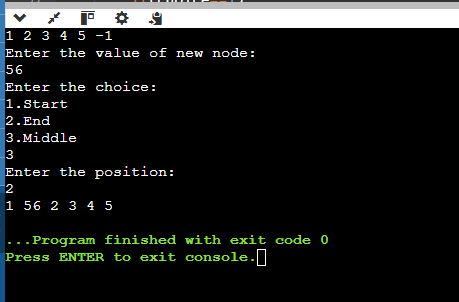 1 2 3 4 5 -1
Enter the value of new node:
56
Enter the choice:
1.Start
2.End
3.Middle
3
Enter the position:
2
1 56 2 3 4 5
...Program finished with exit code 0
Press ENTER to exit console.